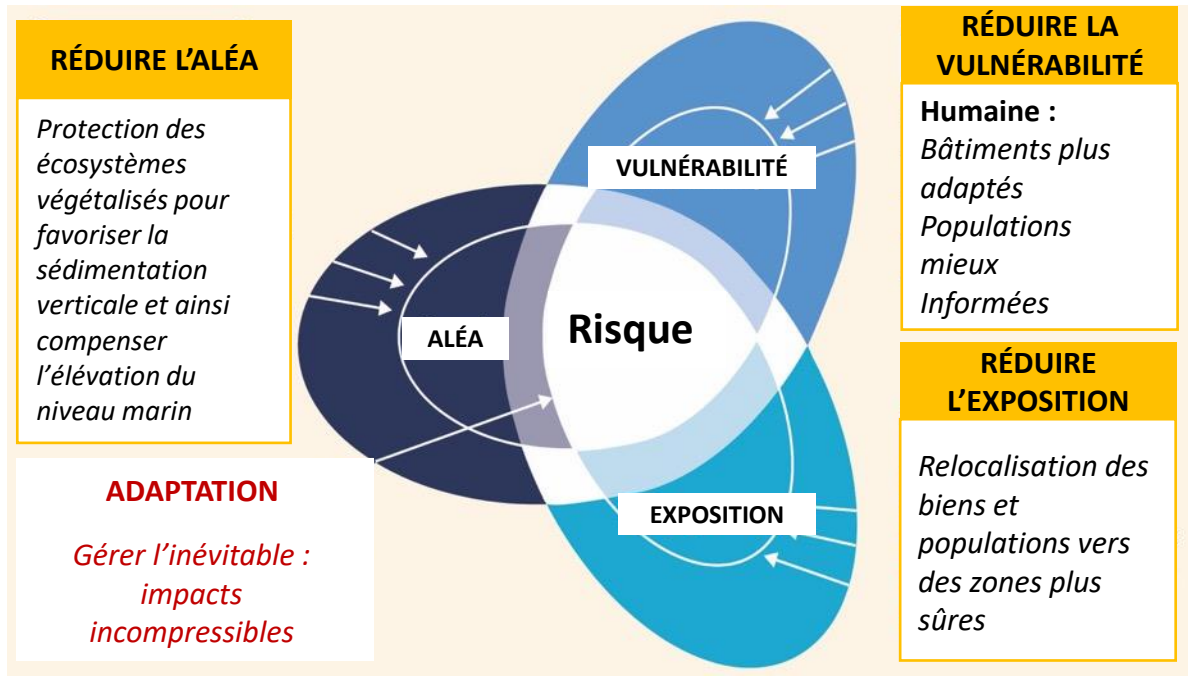 RÉDUIRE L’ALÉA
Protection des
écosystèmes
végétalisés pour
favoriser la
sédimentation
verticale et ainsi
compenser
l’élévation du
niveau marin
ADAPTATION
Gérer l’inévitable :
impacts
incompressibles
VULNÉRABILITÉ
ALÉA
Risque
EXPOSITION
RÉDUIRE LA
VULNÉRABILITÉ
Humaine :
Bâtiments plus
adaptés
Populations
mieux
Informées
RÉDUIRE
L’EXPOSITION
Relocalisation des
biens et
populations vers
des zones plus
sûres